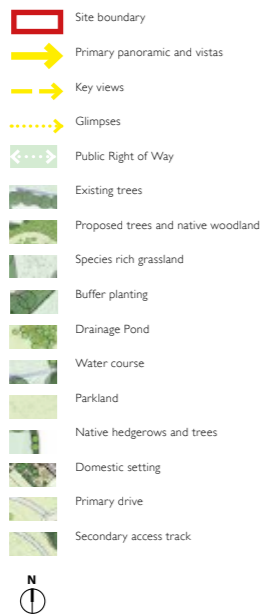 Site boundary
Primary panoramic and vistas
Key views
Glimpses
Public Right of Way
Existing trees
Proposed trees and native woodland
Species rich grassland
Buffer planting
Drainage Pond
Water course
Parkland
Native hedgerows and trees
Domestic setting
Primary drive
Secondary access track
N